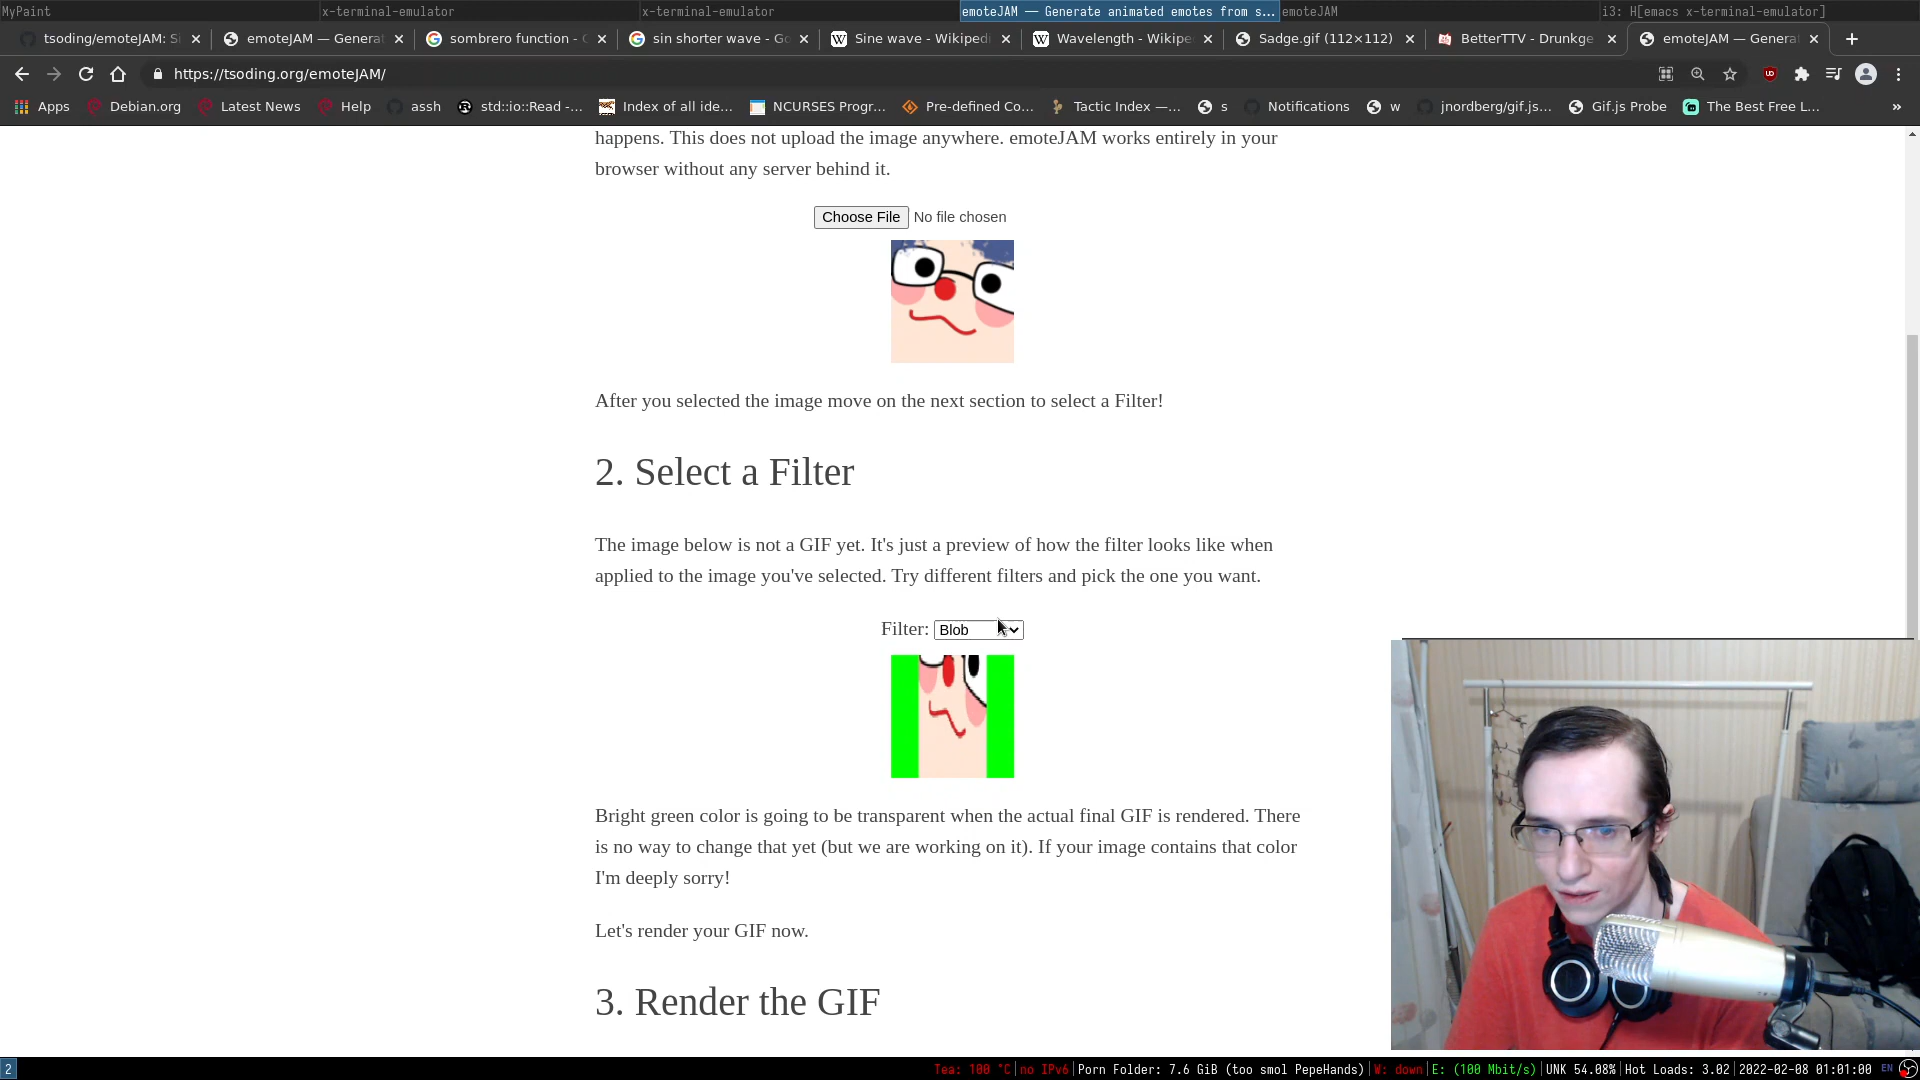 MyPaint
x-terminal-emulator
x-terminal-emulator
emoteJAM — Generate animated emotes from s...
emoteJAM
i3: H[emacs x-terminal-emulator]
tsoding/emoteJAM: Si
emoteJAM — Genera
sombrero function - G
sin shorter wave - Go
Sine wave - Wikipedi
Wavelength - Wikipe
Sadge.gif (112×112)
BetterTTV - Drunkge
emoteJAM — Genera
https://tsoding.org/emoteJAM/
Apps
Debian.org
Latest News
Help
assh
std::io::Read -...
Index of all ide...
NCURSES Progr...
Pre-defined Co...
Tactic Index —...
s
Notifications
w
jnordberg/gif.js...
Gif.js Probe
The Best Free L...
»
happens. This does not upload the image anywhere. emoteJAM works entirely in your
browser without any server behind it.
Choose File No file chosen
After you selected the image move on the next section to select a Filter!
2. Select a Filter
The image below is not a GIF yet. It's just a preview of how the filter looks like when
applied to the image you've selected. Try different filters and pick the one you want.
Filter: Blob
Bright green color is going to be transparent when the actual final GIF is rendered. There
is no way to change that yet (but we are working on it). If your image contains that color
I'm deeply sorry!
Let's render your GIF now.
3. Render the GIF
2
Tea: 100 °C|no IPv6|Porn Folder: 7.6 GiB (too smol PepeHands)|W: down|E: (100 Mbit/s)|UNK 54.08%|Hot Loads: 3.02|2022-02-08 01:01:00
EN